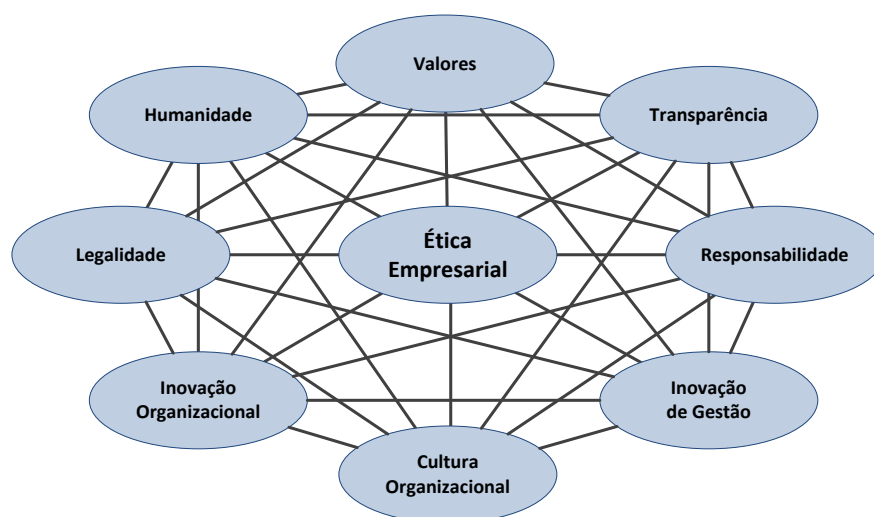 Valores
Humanidade
Transparência
Legalidade
Ética
Empresarial
Responsabilidade
Inovação
Organizacional
Inovação
de Gestão
Cultura
Organizacional